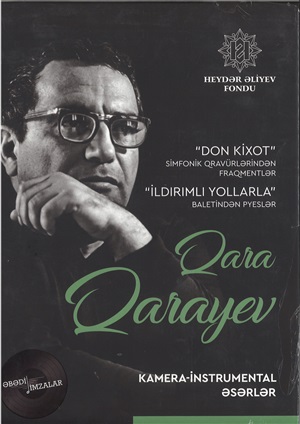 HEYDƏR ƏLİYEV
FONDU
"DON KİXOT"
SİMFONİK QRAVÜRLƏRİNDƏN
FRAQMENTLƏR
"İLDIRIMLI YOLLARLA"
BALETİNDƏN PYESLƏR
Qara
Qarayev
KAMERA-INSTRUMENTAL
ƏSƏRLƏR
ƏBƏDİ
İMZALAR